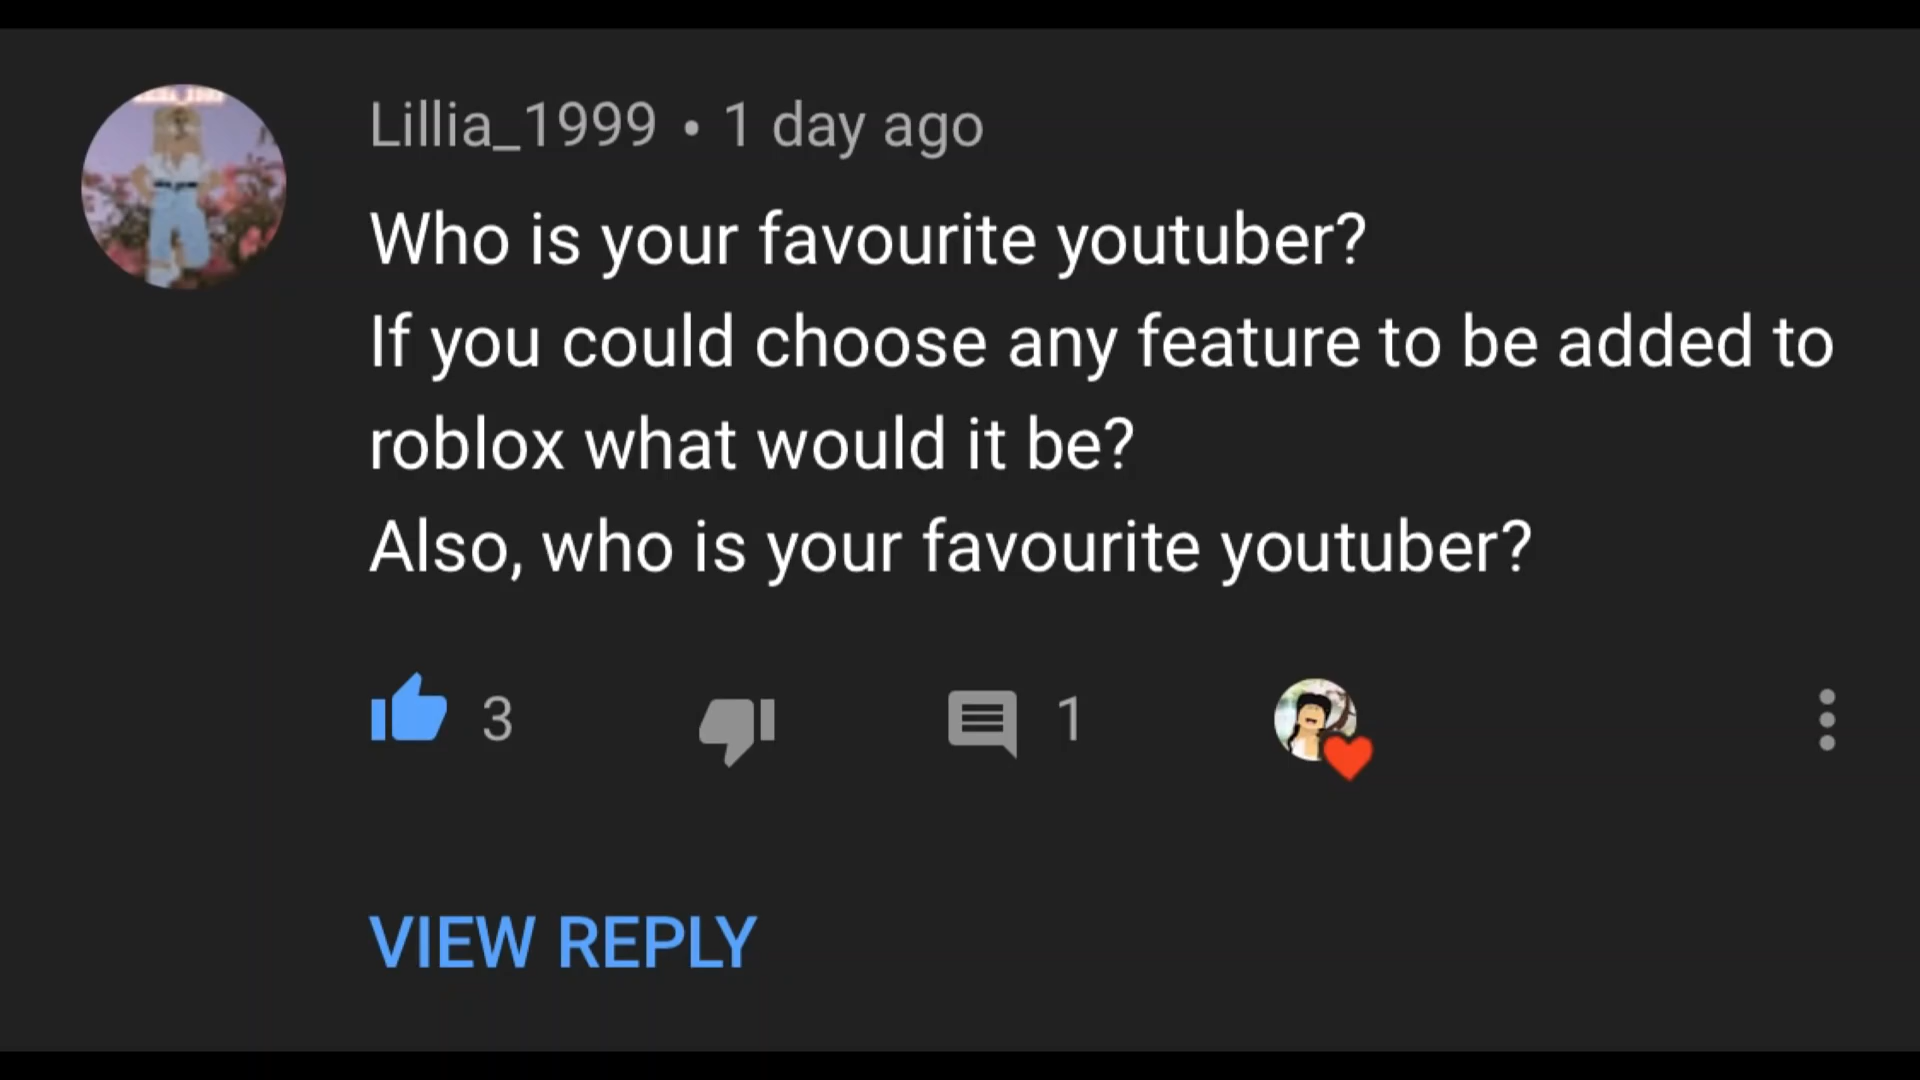 Lillia_1999 • 1 day ago
Who is your favourite youtuber?
If you could choose any feature to be added to
roblox what would it be?
Also, who is your favourite youtuber?
3 1
VIEW REPLY